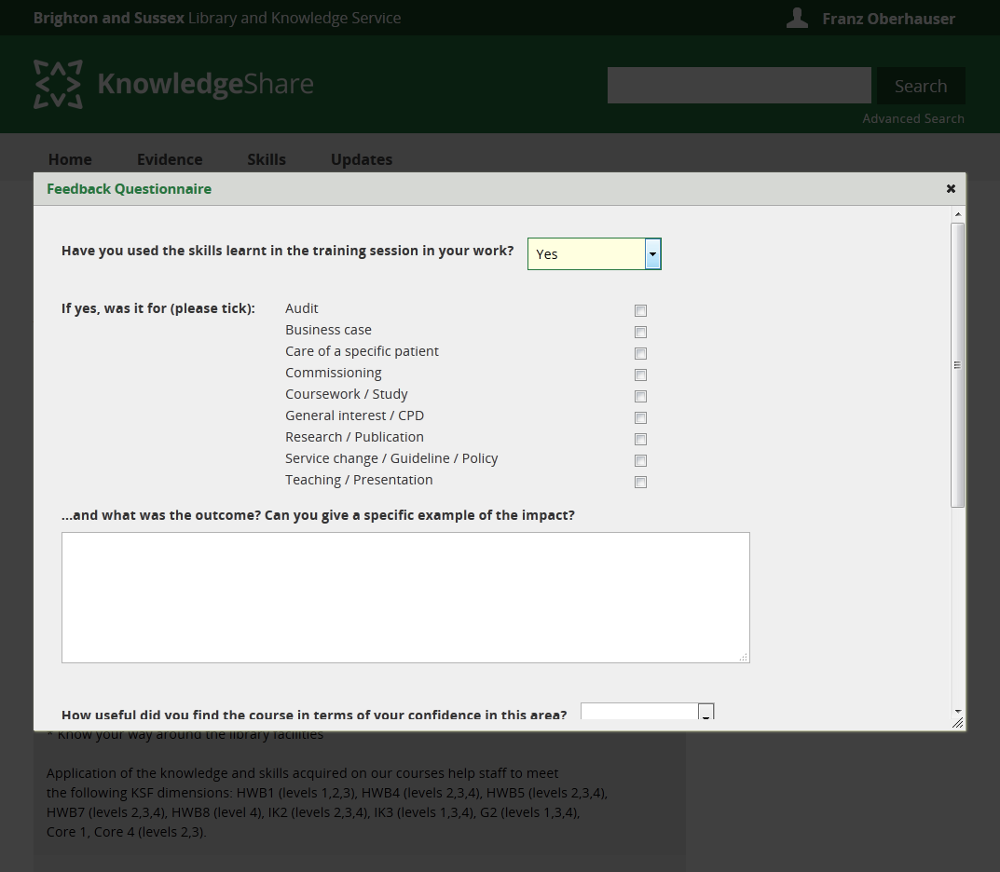 Brighton and Sussex Library and Knowledge Service
Franz Oberhauser
KnowledgeShare
Search
Advanced Search
Home Evidence Skills Updates
Feedback Questionnaire
Have you used the skills learnt in the training session in your work? Yes
If yes, was it for (please tick): Audit
Business case
Care of a specific patient
Commissioning
Coursework / Study
General interest / CPD
Research / Publication
Service change / Guideline / Policy
Teaching / Presentation
...and what was the outcome? Can you give a specific example of the impact?
How useful did you find the course in terms of your confidence in this area?
* Know your way around the library facilities
Application of the knowledge and skills acquired on our courses help staff to meet
the following KSF dimensions: HWB1 (levels 1,2,3), HWB4 (levels 2,3,4), HWB5 (levels 2,3,4),
HWB7 (levels 2,3,4), HWB8 (level 4), IK2 (levels 2,3,4), IK3 (levels 1,3,4), G2 (levels 1,3,4),
Core 1, Core 4 (levels 2,3).